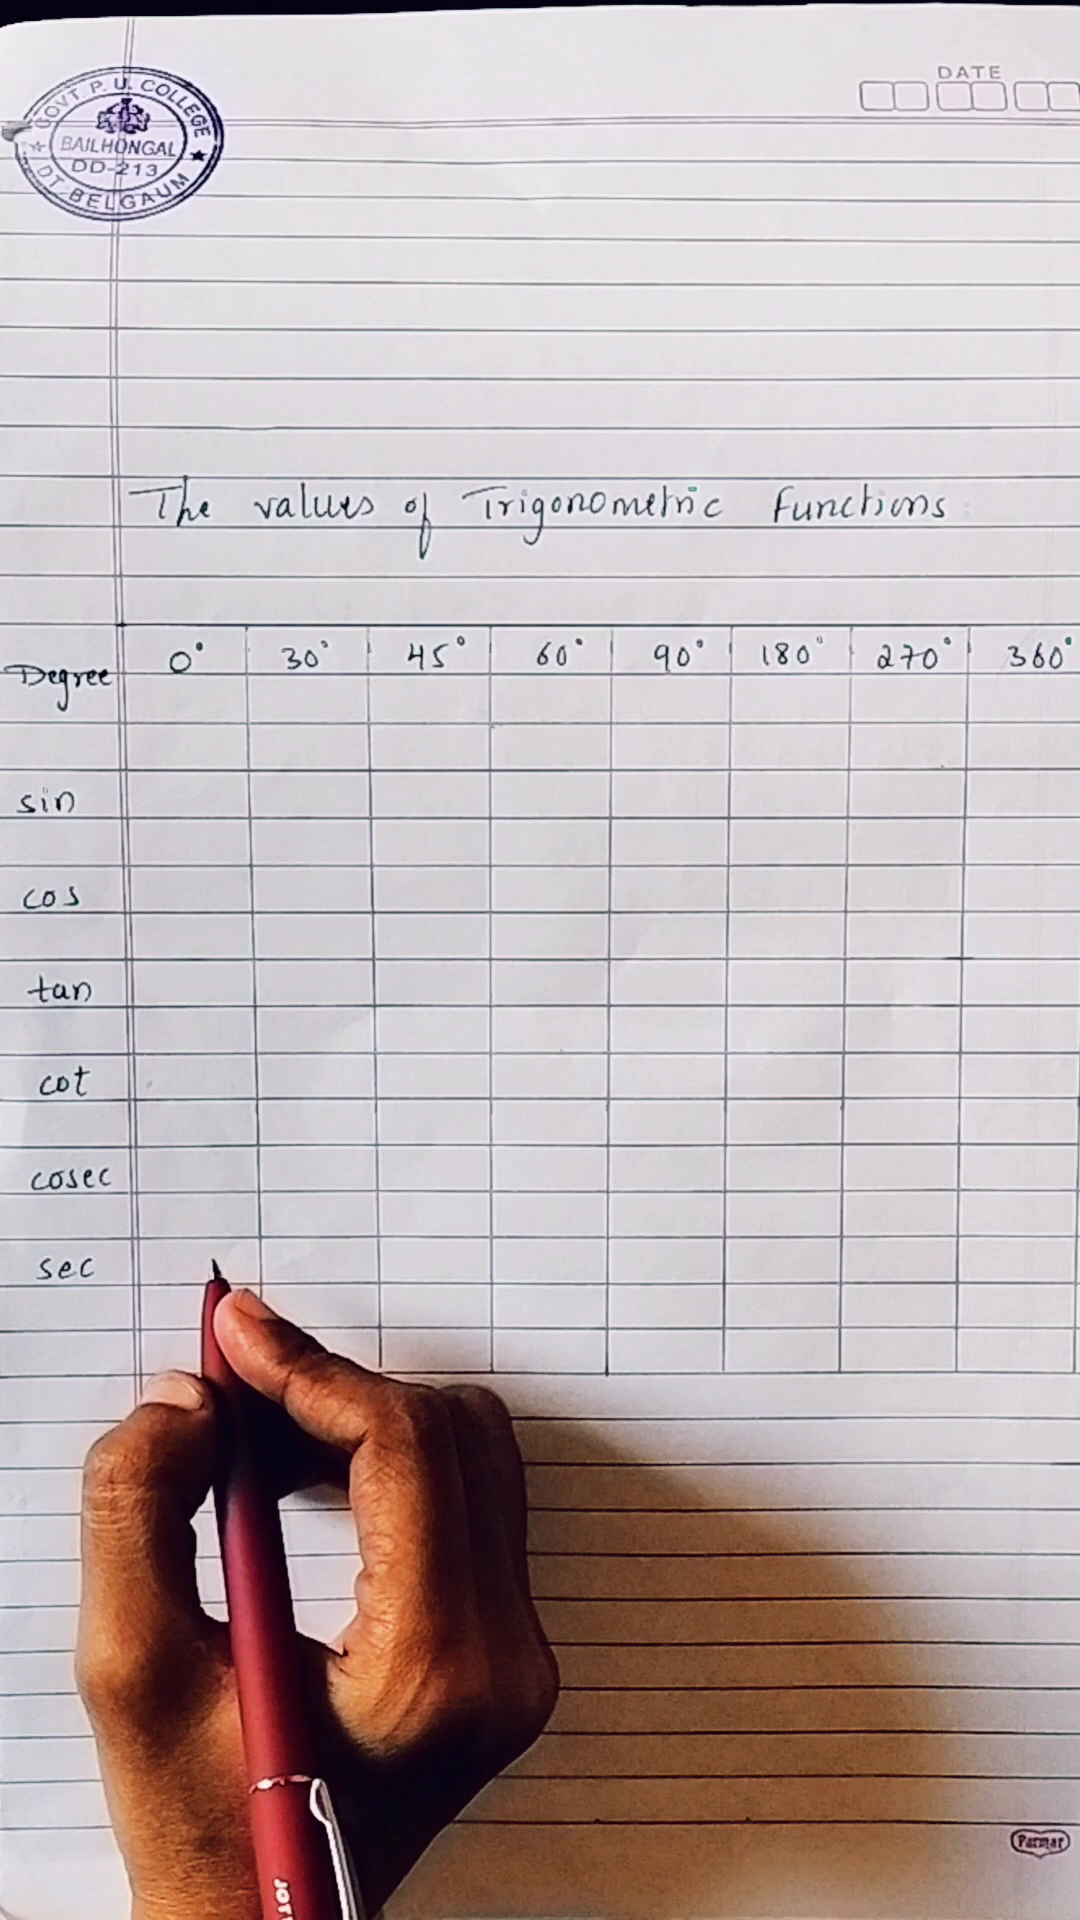 DATE
GOVT P. U. COLLEGE
BAILHONGAL
DD-213
DT. BELGAUM
The values of Trigonometric Functions
Degree 0° 30° 45° 60° 90° 180° 270° 360°
sin
cos
tan
cot
cosec
sec
Parmar